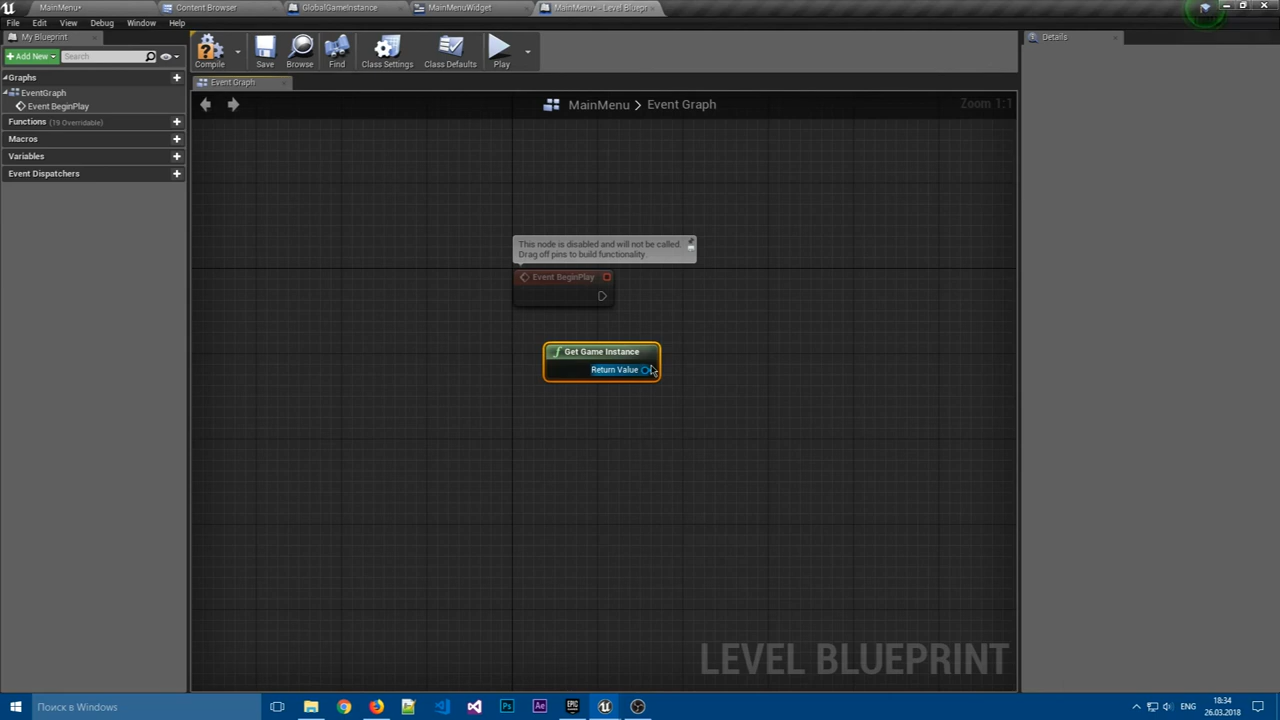 MainMenu*
Content Browser
GlobalGameInstance
MainMenuWidget
MainMenu* - Level Bluepr
File
Edit
View
Debug
Window
Help
My Blueprint
Details
Add New
Search
Compile
Save
Browse
Find
Class Settings
Class Defaults
Play
Graphs
EventGraph
Event BeginPlay
Functions (19 Overridable)
Macros
Variables
Event Dispatchers
Event Graph
MainMenu > Event Graph
Zoom 1:1
This node is disabled and will not be called.
Drag off pins to build functionality.
Event BeginPlay
Get Game Instance
Return Value
LEVEL BLUEPRINT
Поиск в Windows
Ps
Ae
EPIC
ENG
18:34
26.03.2018